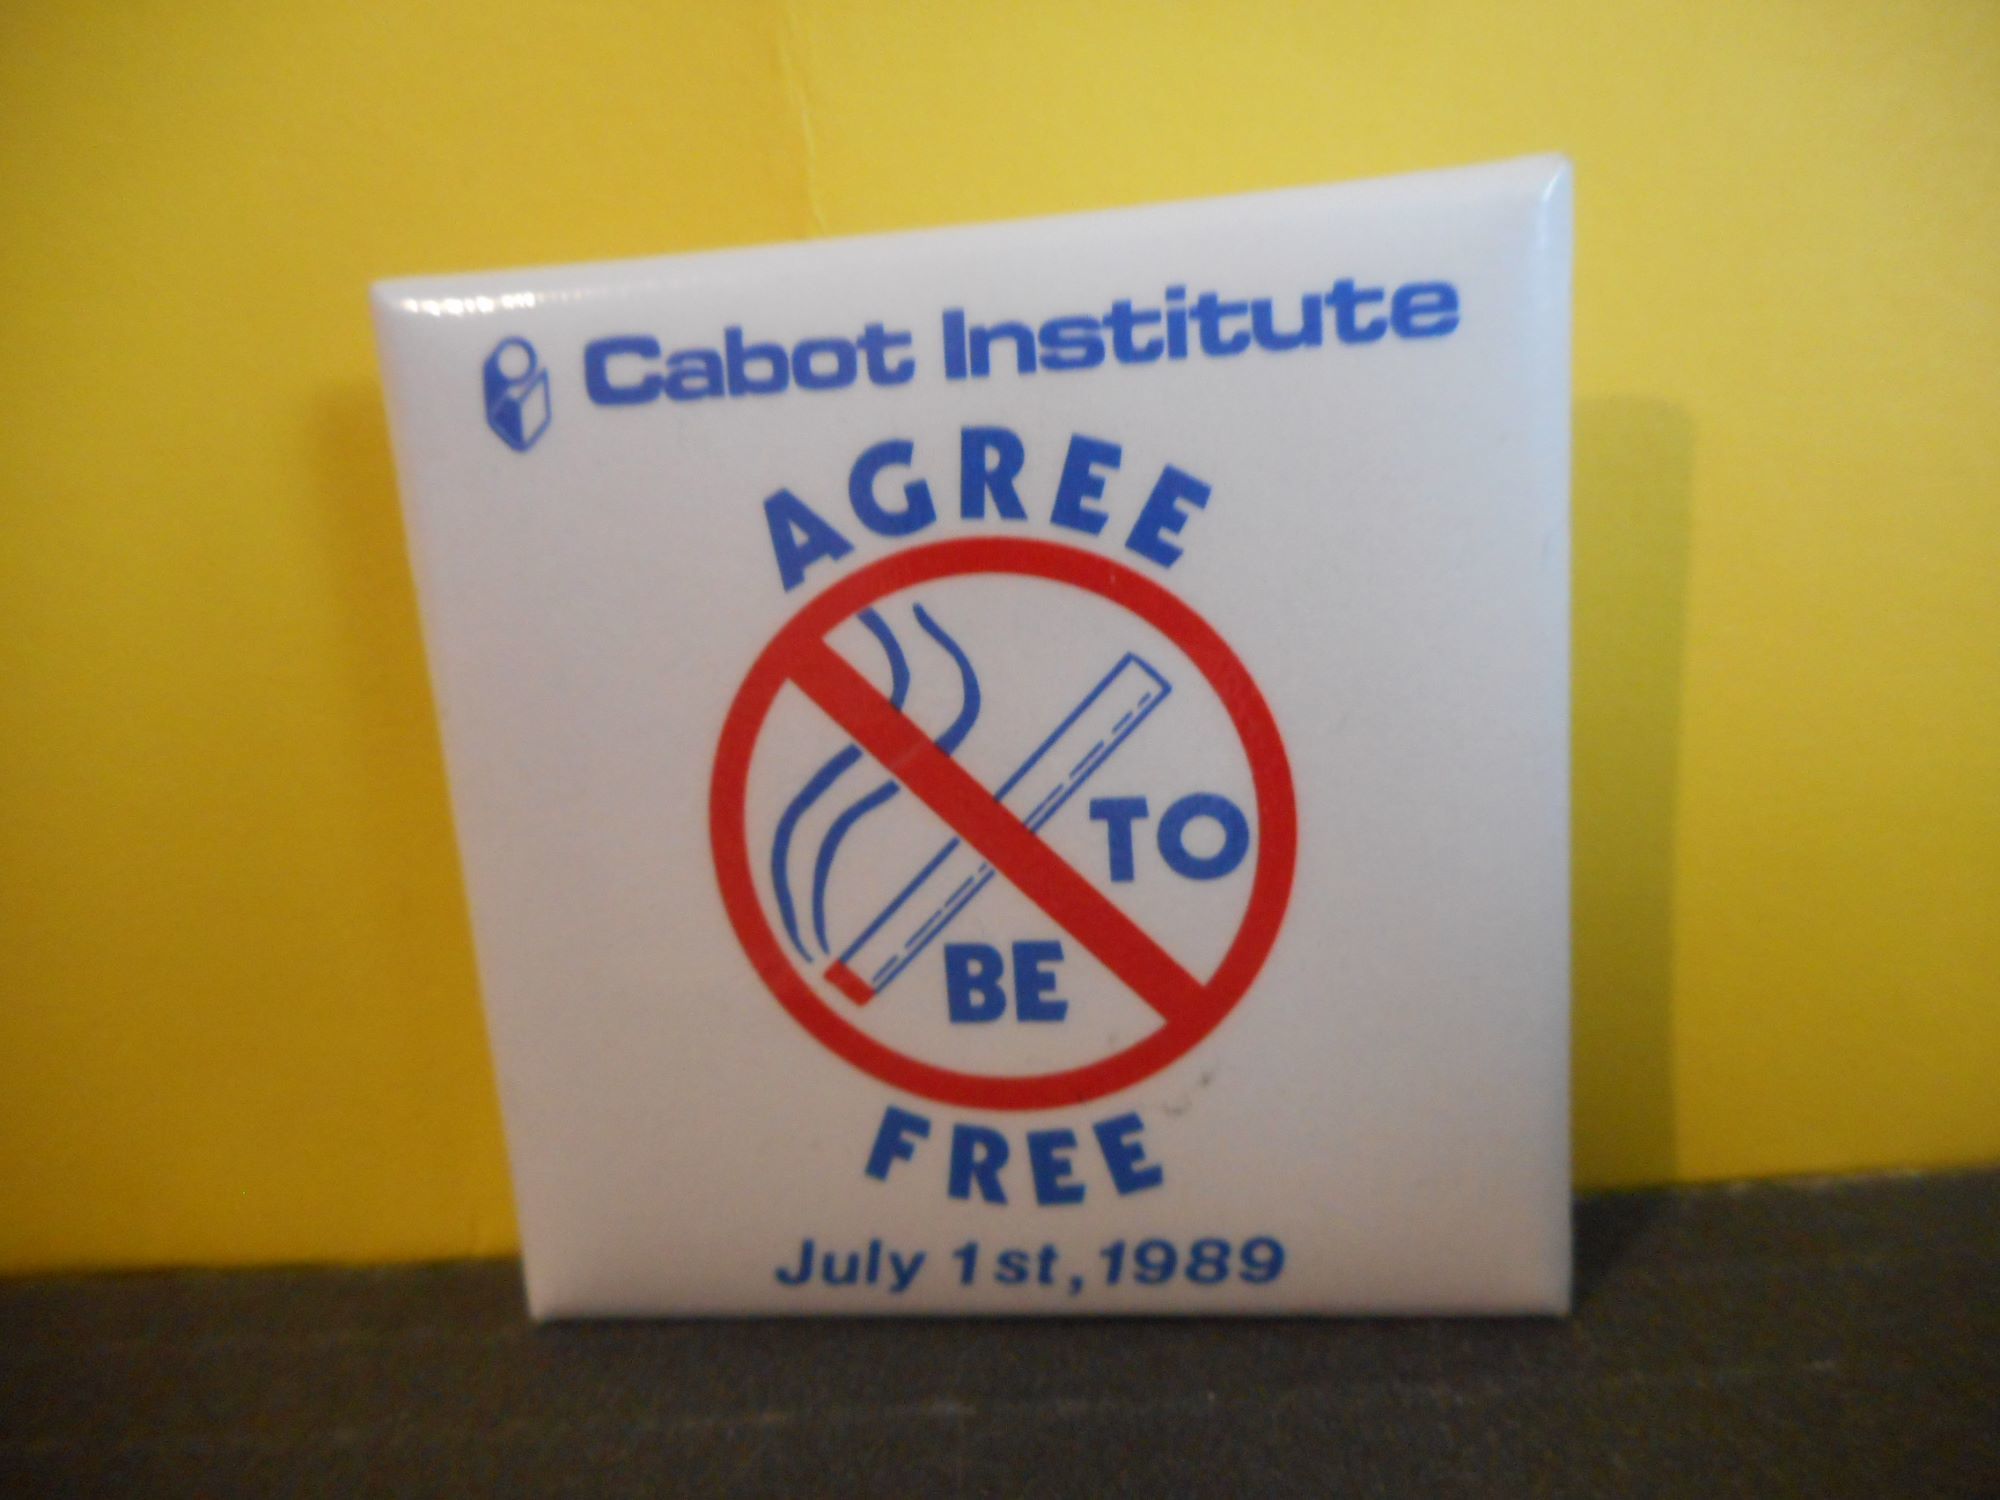 Cabot Institute
AGREE
TO
BE
FREE
July 1st, 1989